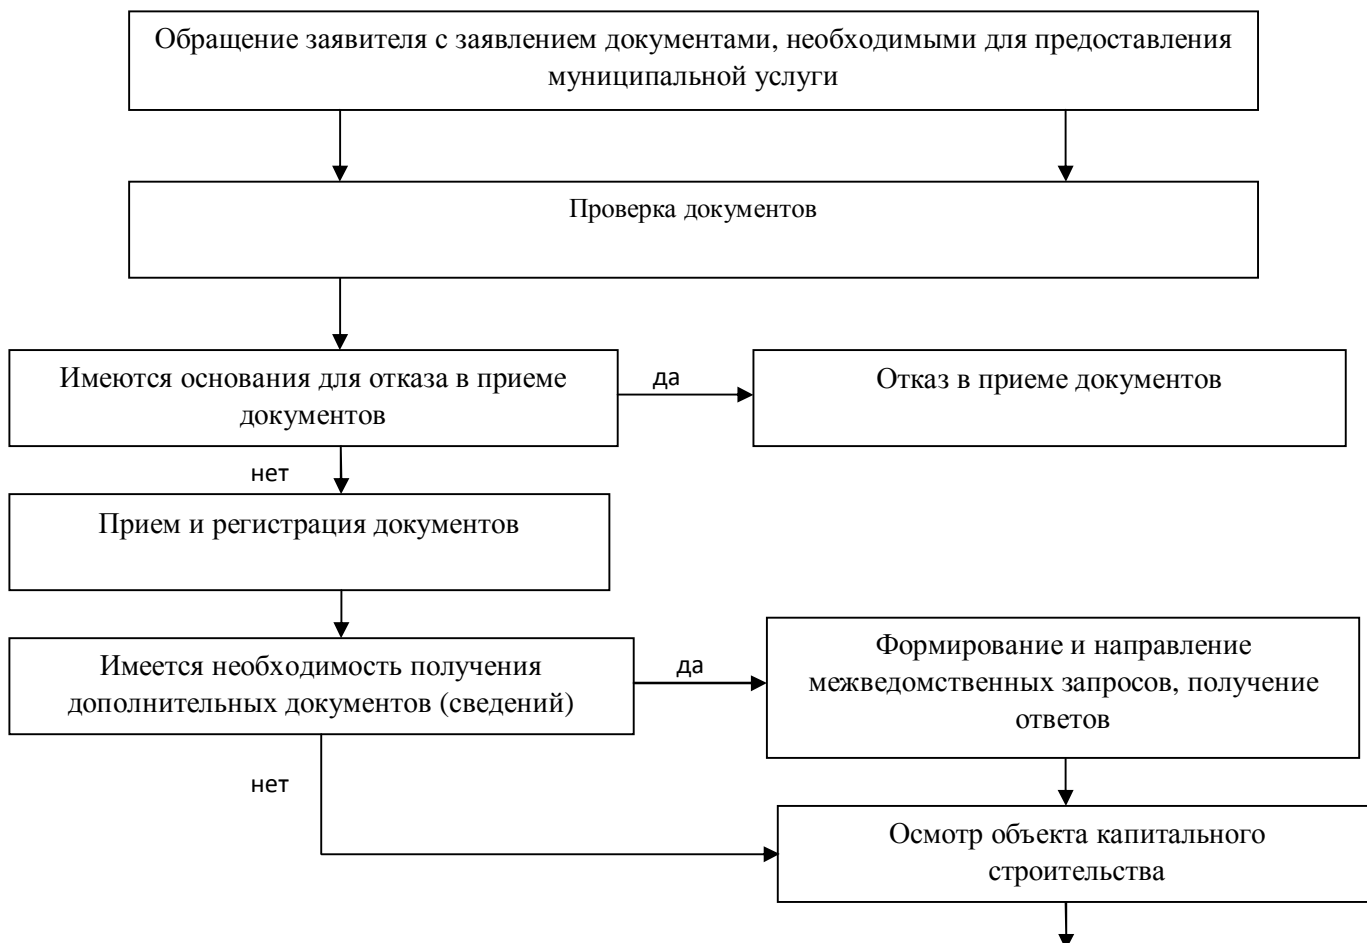 Обращение заявителя с заявлением документами, необходимыми для предоставления
муниципальной услуги
Проверка документов
Имеются основания для отказа в приеме
документов
да
Отказ в приеме документов
нет
Прием и регистрация документов
Имеется необходимость получения
дополнительных документов (сведений)
да
Формирование и направление
межведомственных запросов, получение
ответов
нет
Осмотр объекта капитального
строительства